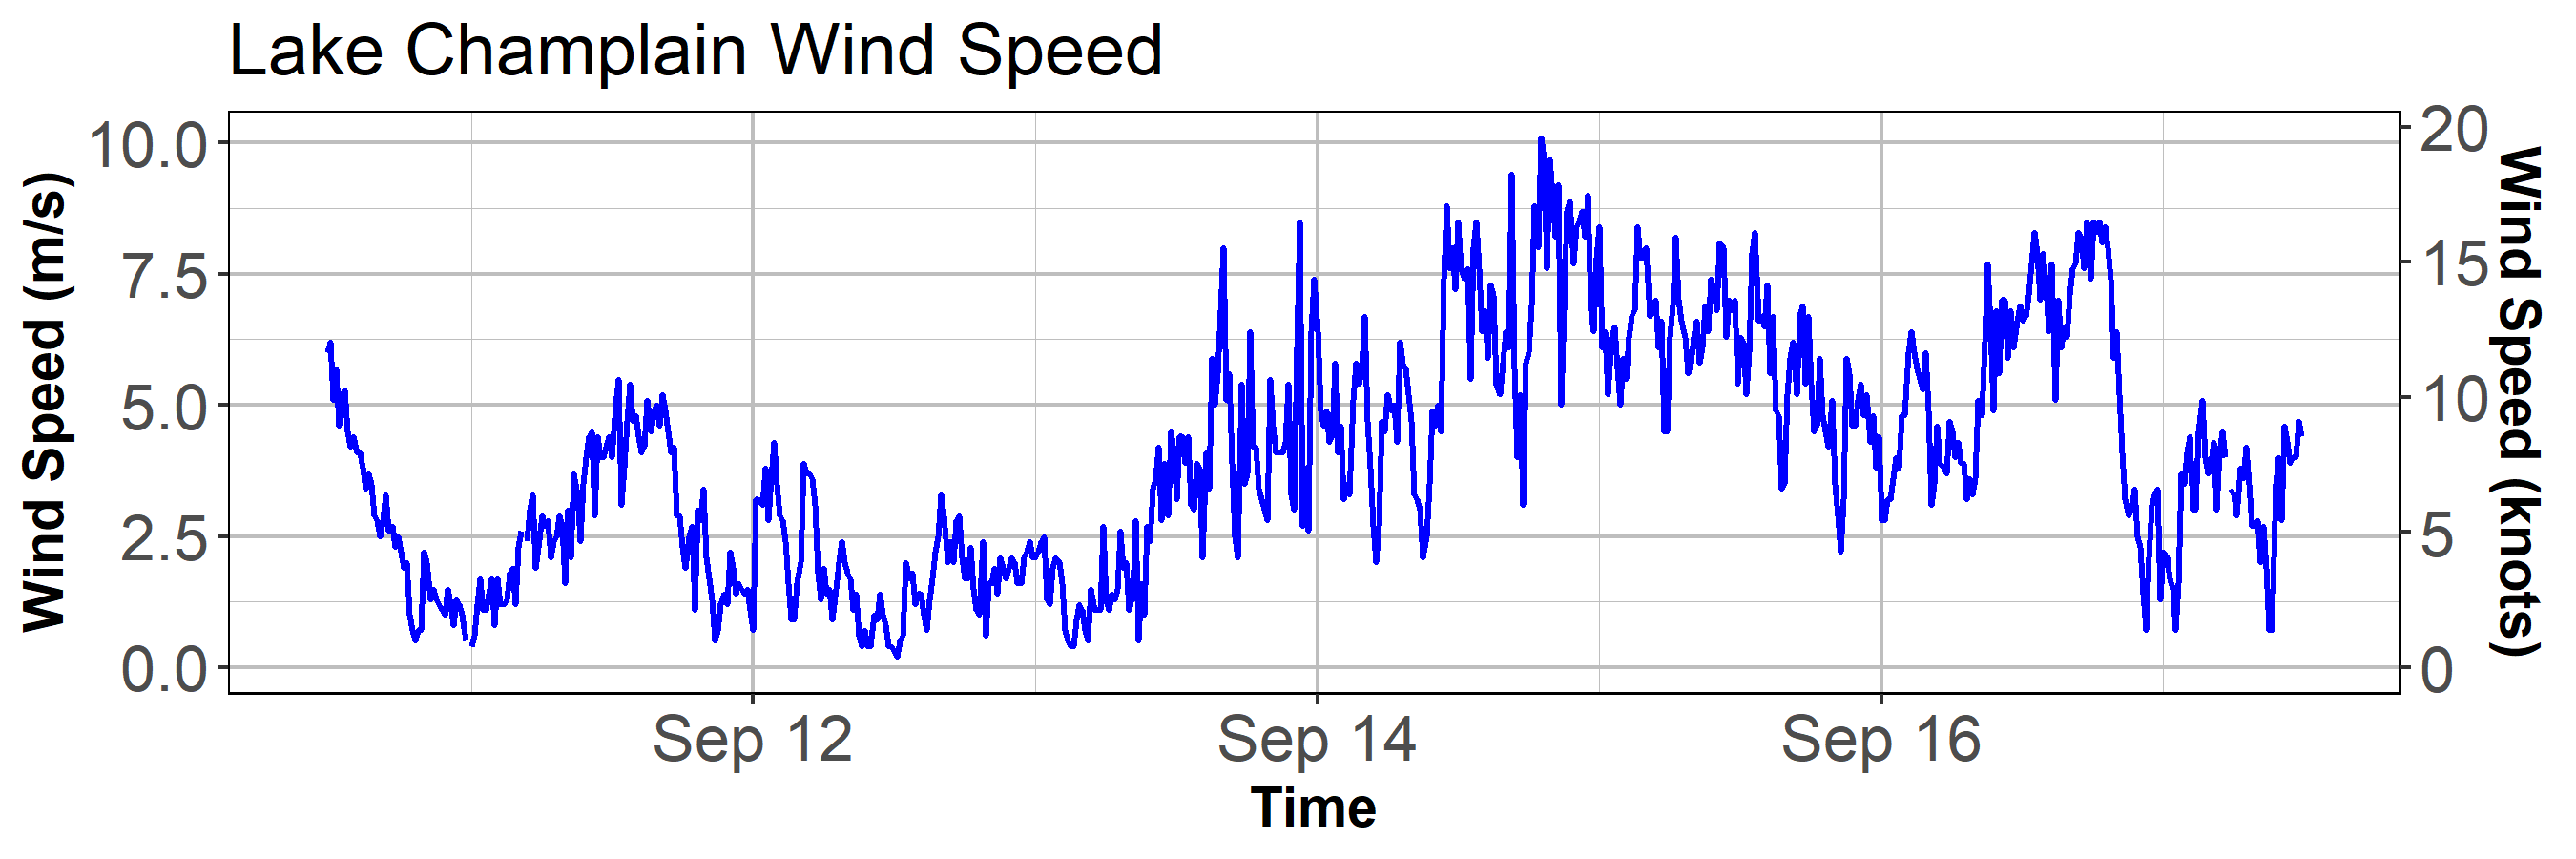 Lake Champlain Wind Speed
Wind Speed (m/s)
10.0
7.5
5.0
2.5
0.0
20
15
10
5
0
Wind Speed (knots)
Sep 12
Sep 14
Sep 16
Time